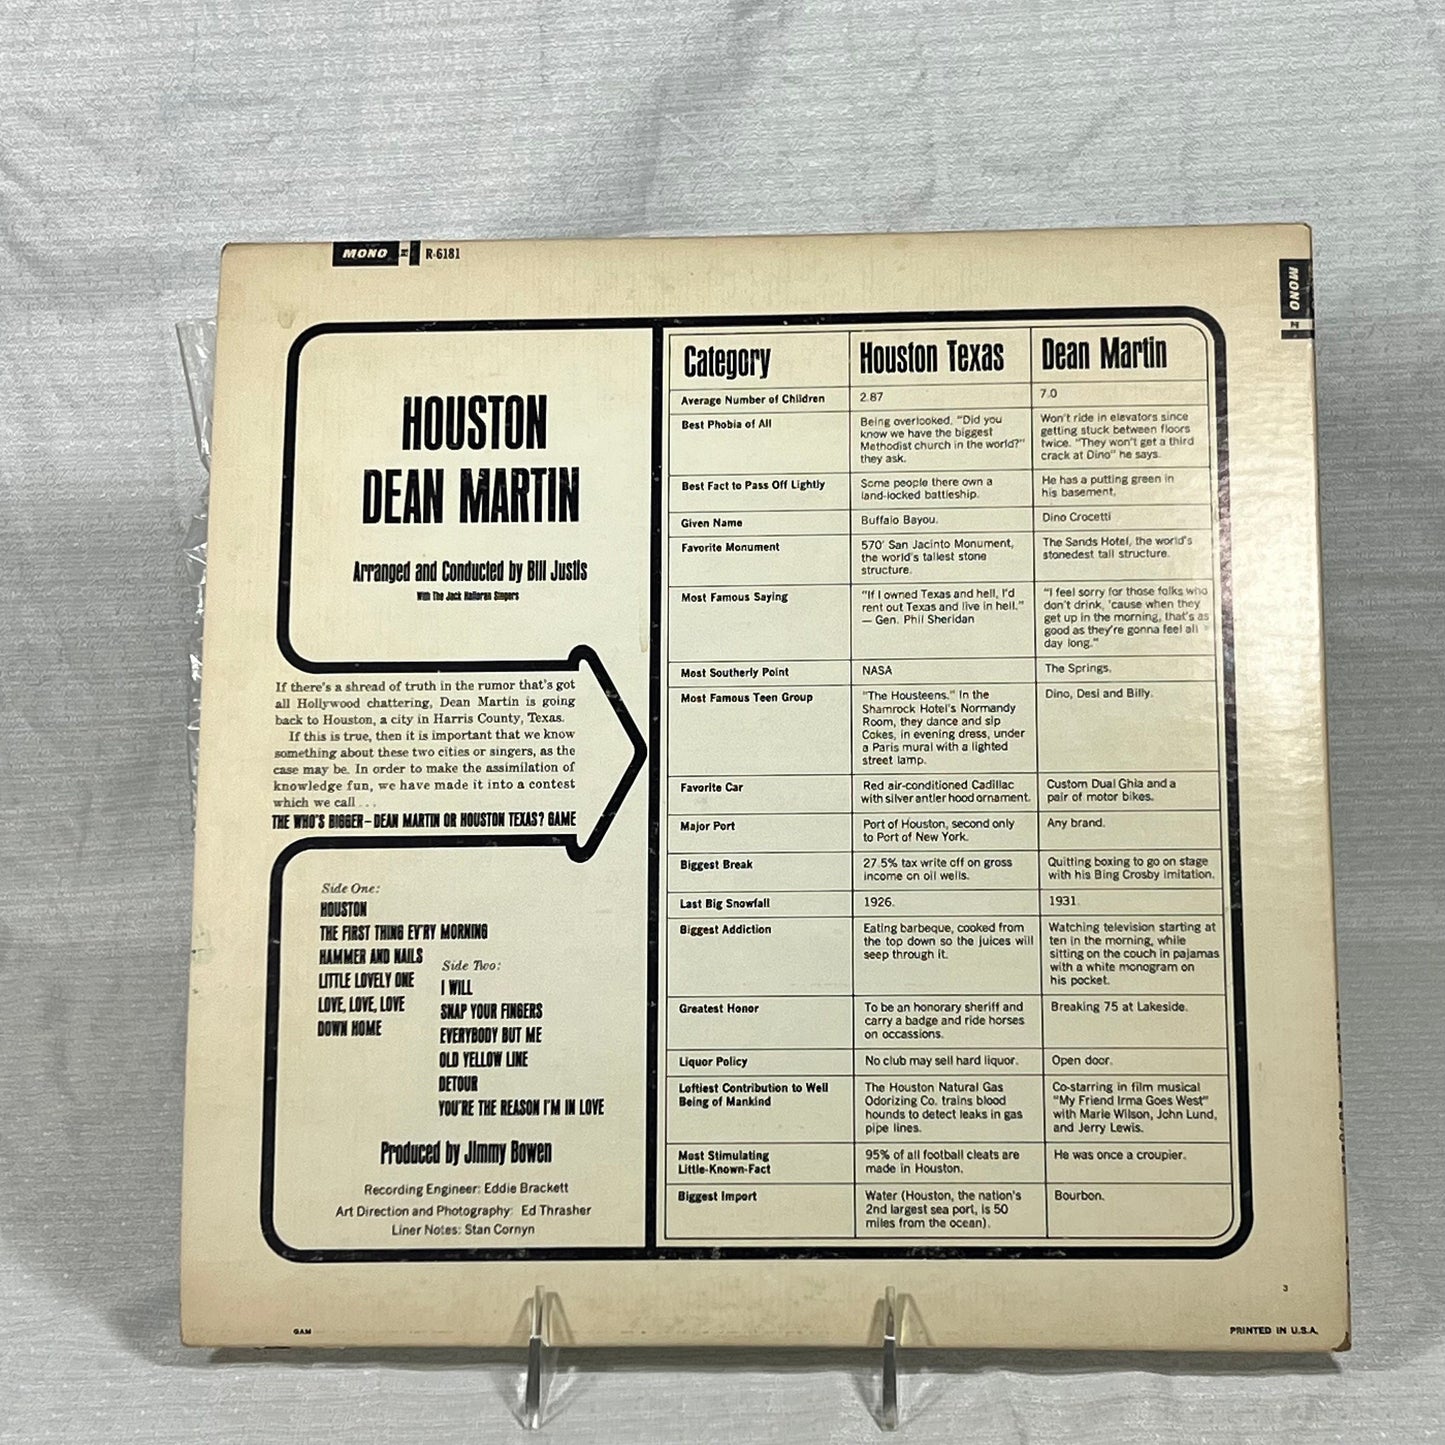 MONO R-6181
MONO
HOUSTON
DEAN MARTIN
Arranged and Conducted by Bill Justis
With The Jack Halloran Singers
If there's a shred of truth in the rumor that's got
all Hollywood chattering, Dean Martin is going
back to Houston, a city in Harris County, Texas.
If this is true, then it is important that we know
something about these two cities or singers, as the
case may be. In order to make the assimilation of
knowledge fun, we have made it into a contest
which we call . . .
THE WHO'S BIGGER – DEAN MARTIN OR HOUSTON TEXAS? GAME
Side One:
HOUSTON
THE FIRST THING EV'RY MORNING
HAMMER AND NAILS
LITTLE LOVELY ONE
LOVE, LOVE, LOVE
DOWN HOME
Side Two:
I WILL
SNAP YOUR FINGERS
EVERYBODY BUT ME
OLD YELLOW LINE
DETOUR
YOU'RE THE REASON I'M IN LOVE
Produced by Jimmy Bowen
Recording Engineer: Eddie Brackett
Art Direction and Photography: Ed Thrasher
Liner Notes: Stan Cornyn
Category
Houston Texas
Dean Martin
Average Number of Children
2.87
7.0
Best Phobia of All
Being overlooked. "Did you
know we have the biggest
Methodist church in the world?"
they ask.
Won't ride in elevators since
getting stuck between floors
twice. "They won't get a third
crack at Dino" he says.
Best Fact to Pass Off Lightly
Some people there own a
land-locked battleship.
He has a putting green in
his basement.
Given Name
Buffalo Bayou.
Dino Crocetti
Favorite Monument
570' San Jacinto Monument,
the world's tallest stone
structure.
The Sands Hotel, the world's
stonedest tall structure.
Most Famous Saying
"If I owned Texas and hell, I'd
rent out Texas and live in hell."
— Gen. Phil Sheridan
"I feel sorry for those folks who
don't drink, 'cause when they
get up in the morning, that's as
good as they're gonna feel all
day long."
Most Southerly Point
NASA
The Springs.
Most Famous Teen Group
"The Housteens." In the
Shamrock Hotel's Normandy
Room, they dance and sip
Cokes, in evening dress, under
a Paris mural with a lighted
street lamp.
Dino, Desi and Billy.
Favorite Car
Red air-conditioned Cadillac
with silver antler hood ornament.
Custom Dual Ghia and a
pair of motor bikes.
Major Port
Port of Houston, second only
to Port of New York.
Any brand.
Biggest Break
27.5% tax write off on gross
income on oil wells.
Quitting boxing to go on stage
with his Bing Crosby imitation.
Last Big Snowfall
1926.
1931.
Biggest Addiction
Eating barbeque, cooked from
the top down so the juices will
seep through it.
Watching television starting at
ten in the morning, while
sitting on the couch in pajamas
with a white monogram on
his pocket.
Greatest Honor
To be an honorary sheriff and
carry a badge and ride horses
on occassions.
Breaking 75 at Lakeside.
Liquor Policy
No club may sell hard liquor.
Open door.
Loftiest Contribution to Well
Being of Mankind
The Houston Natural Gas
Odorizing Co. trains blood
hounds to detect leaks in gas
pipe lines.
Co-starring in film musical
"My Friend Irma Goes West"
with Marie Wilson, John Lund,
and Jerry Lewis.
Most Stimulating
Little-Known-Fact
95% of all football cleats are
made in Houston.
He was once a croupier.
Biggest Import
Water (Houston, the nation's
2nd largest sea port, is 50
miles from the ocean).
Bourbon.
3
GAM
PRINTED IN U.S.A.